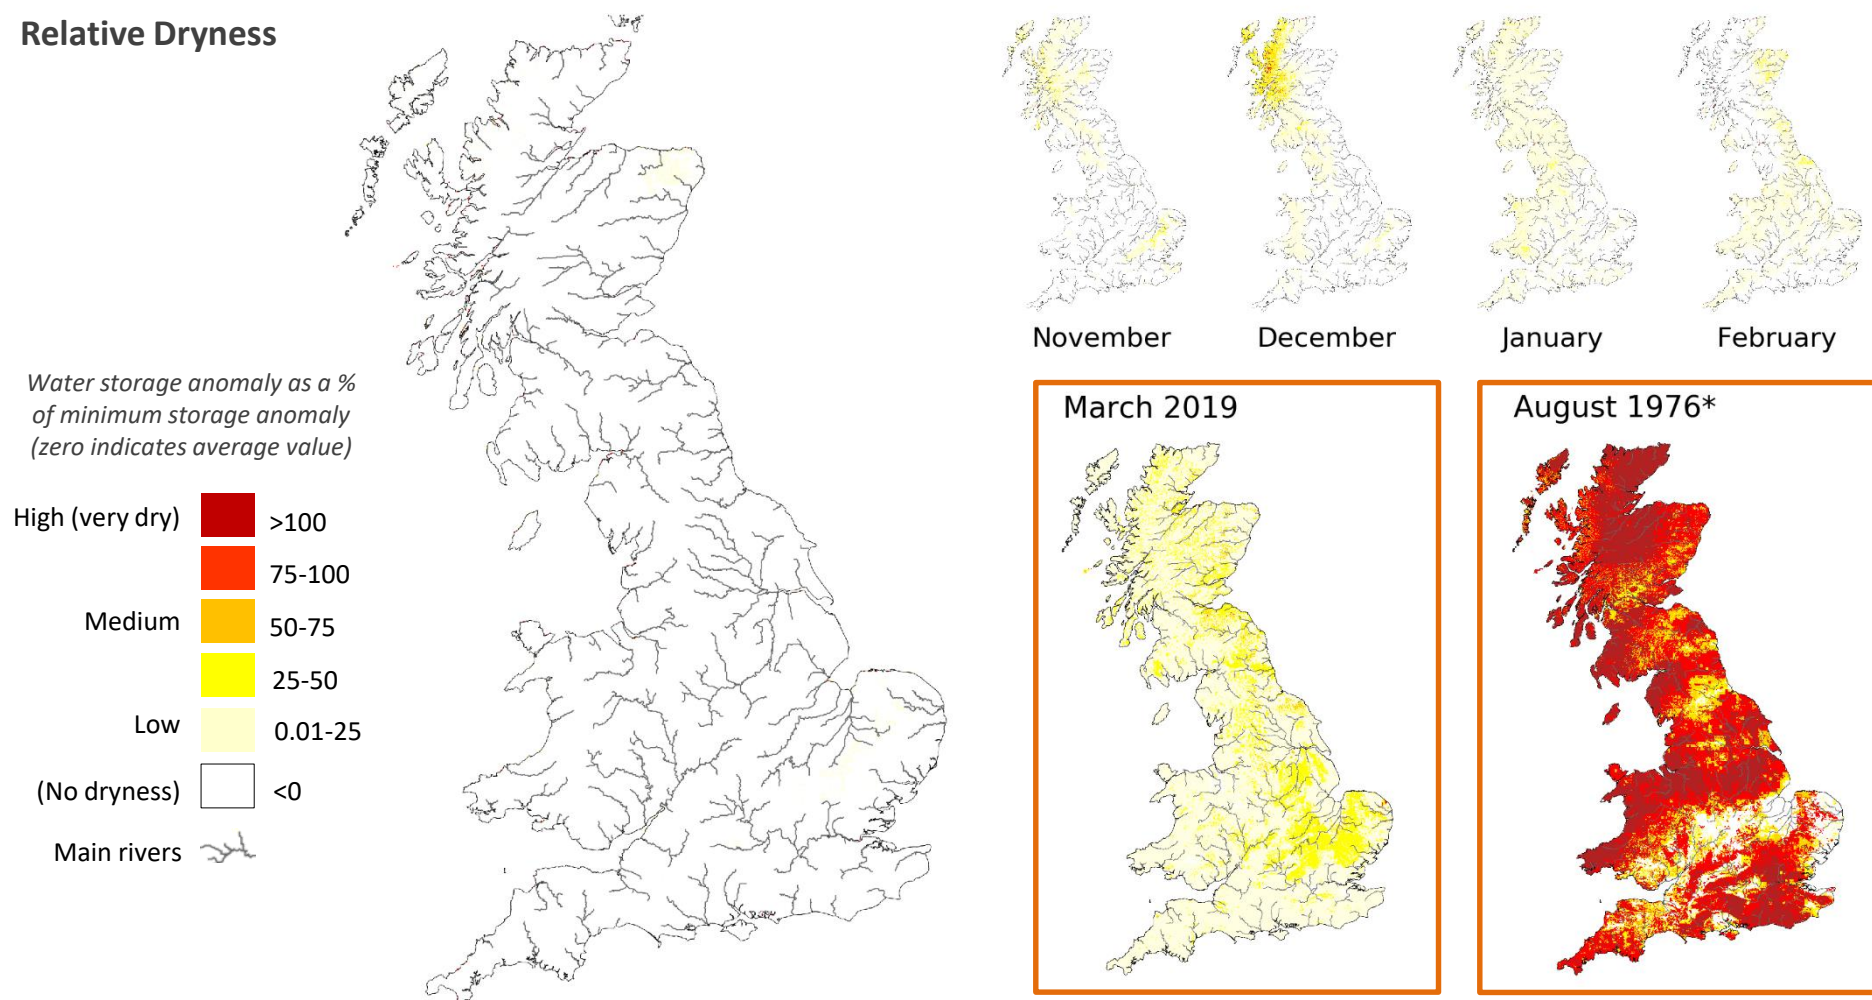 Relative Dryness
Water storage anomaly as a %
of minimum storage anomaly
(zero indicates average value)
High (very dry) >100
75-100
Medium 50-75
25-50
Low 0.01-25
(No dryness) <0
Main rivers
November December January February
March 2019
August 1976*